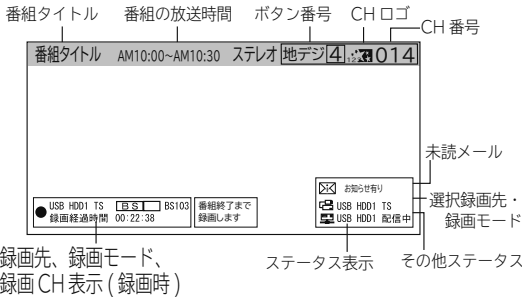 番組タイトル 番組の放送時間 ボタン番号 CH ロゴ
CH 番号
番組タイトル AM10:00~AM10:30 ステレオ 地デジ 4 12 014
未読メール
お知らせ有り
USB HDD1 TS BS1 BS103 番組終了まで USB HDD1 TS 選択録画先・
録画経過時間 00:22:38 録画します USB HDD1 配信中 録画モード
録画先、録画モード、 ステータス表示 その他ステータス
録画 CH 表示 ( 録画時 )